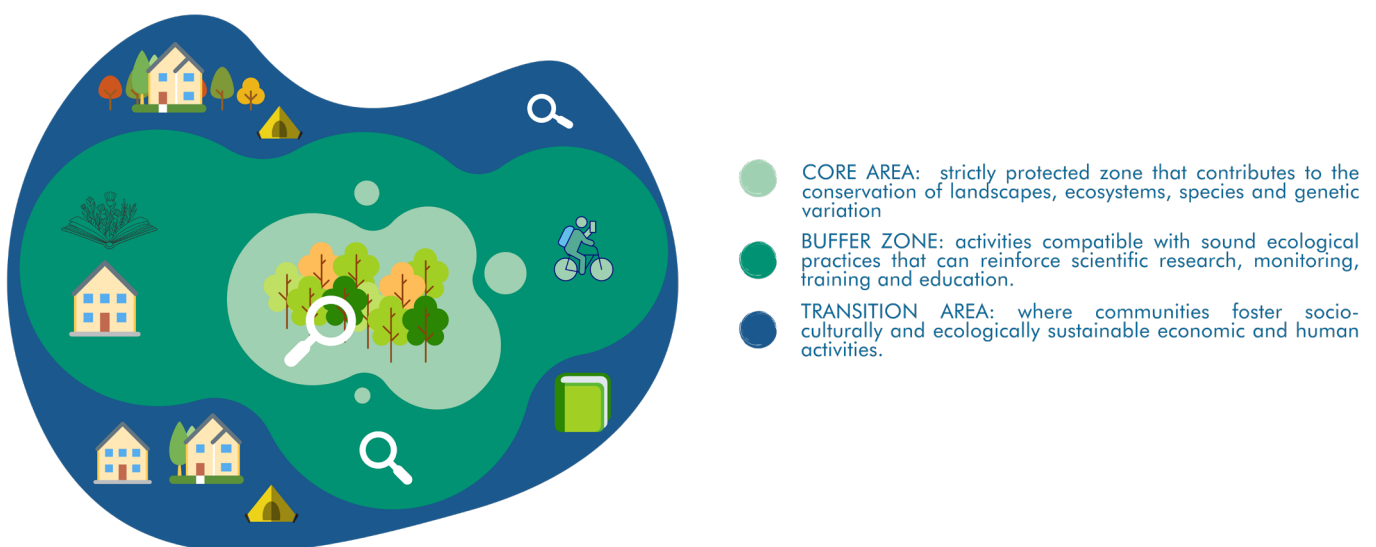 CORE AREA: strictly protected zone that contributes to the
conservation of landscapes, ecosystems, species and genetic
variation
BUFFER ZONE: activities compatible with sound ecological
practices that can reinforce scientific research, monitoring,
training and education.
TRANSITION AREA: where communities foster socio-
culturally and ecologically sustainable economic and human
activities.